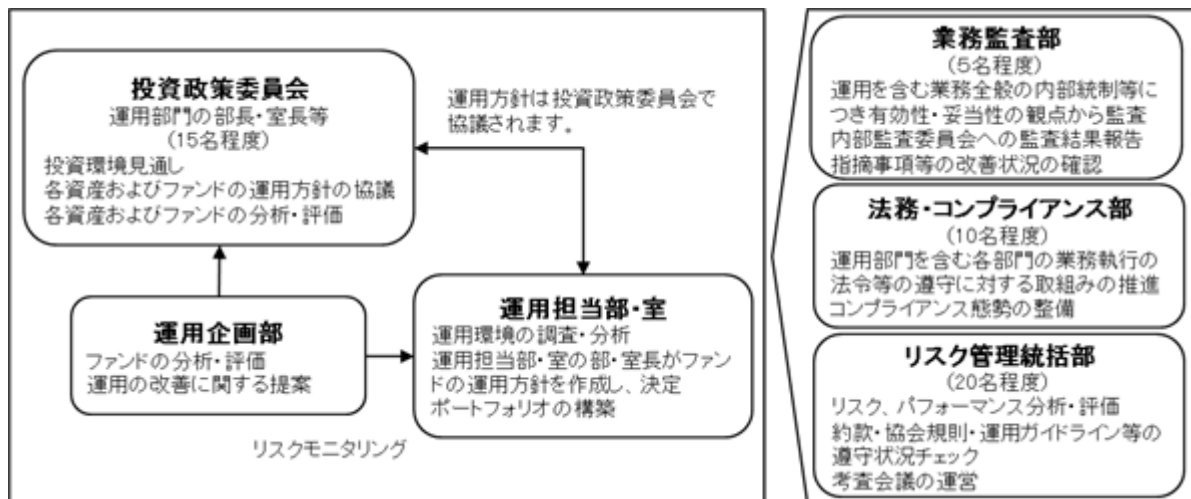 投資政策委員会
運用部門の部長・室長等
(15名程度)
投資環境見通し
各資産およびファンドの運用方針の協議
各資産およびファンドの分析・評価
運用方針は投資政策委員会で
協議されます。
運用企画部
ファンドの分析・評価
運用の改善に関する提案
運用担当部・室
運用環境の調査・分析
運用担当部・室の部・室長がファン
ドの運用方針を作成し、決定
ポートフォリオの構築
リスクモニタリング
業務監査部
(5名程度)
運用を含む業務全般の内部統制等に
つき有効性・妥当性の観点から監査
内部監査委員会への監査結果報告
指摘事項等の改善状況の確認
法務・コンプライアンス部
(10名程度)
運用部門を含む各部門の業務執行の
法令等の遵守に対する取組みの推進
コンプライアンス態勢の整備
リスク管理統括部
(20名程度)
リスク、パフォーマンス分析・評価
約款・協会規則・運用ガイドライン等の
遵守状況チェック
考査会議の運営